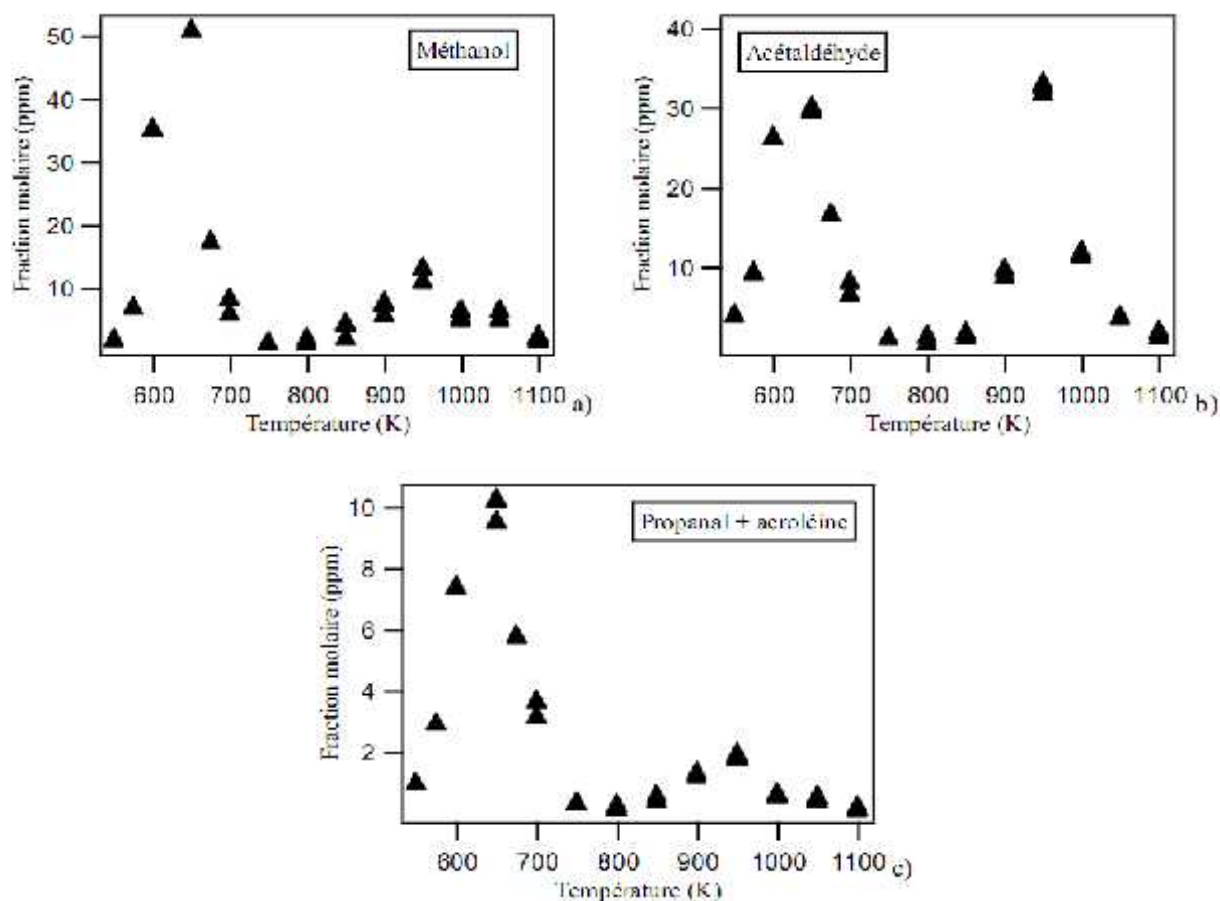 Fraction molaire (ppm)
50
40
30
20
10
Méthanol
600 700 800 900 1000 1100
Température (K)
a)
Fraction molaire (ppm)
40
30
20
10
Acétaldéhyde
600 700 800 900 1000 1100
Température (K)
b)
Fraction molaire (ppm)
10
8
6
4
2
Propanal + acroléine
600 700 800 900 1000 1100
Température (K)
c)